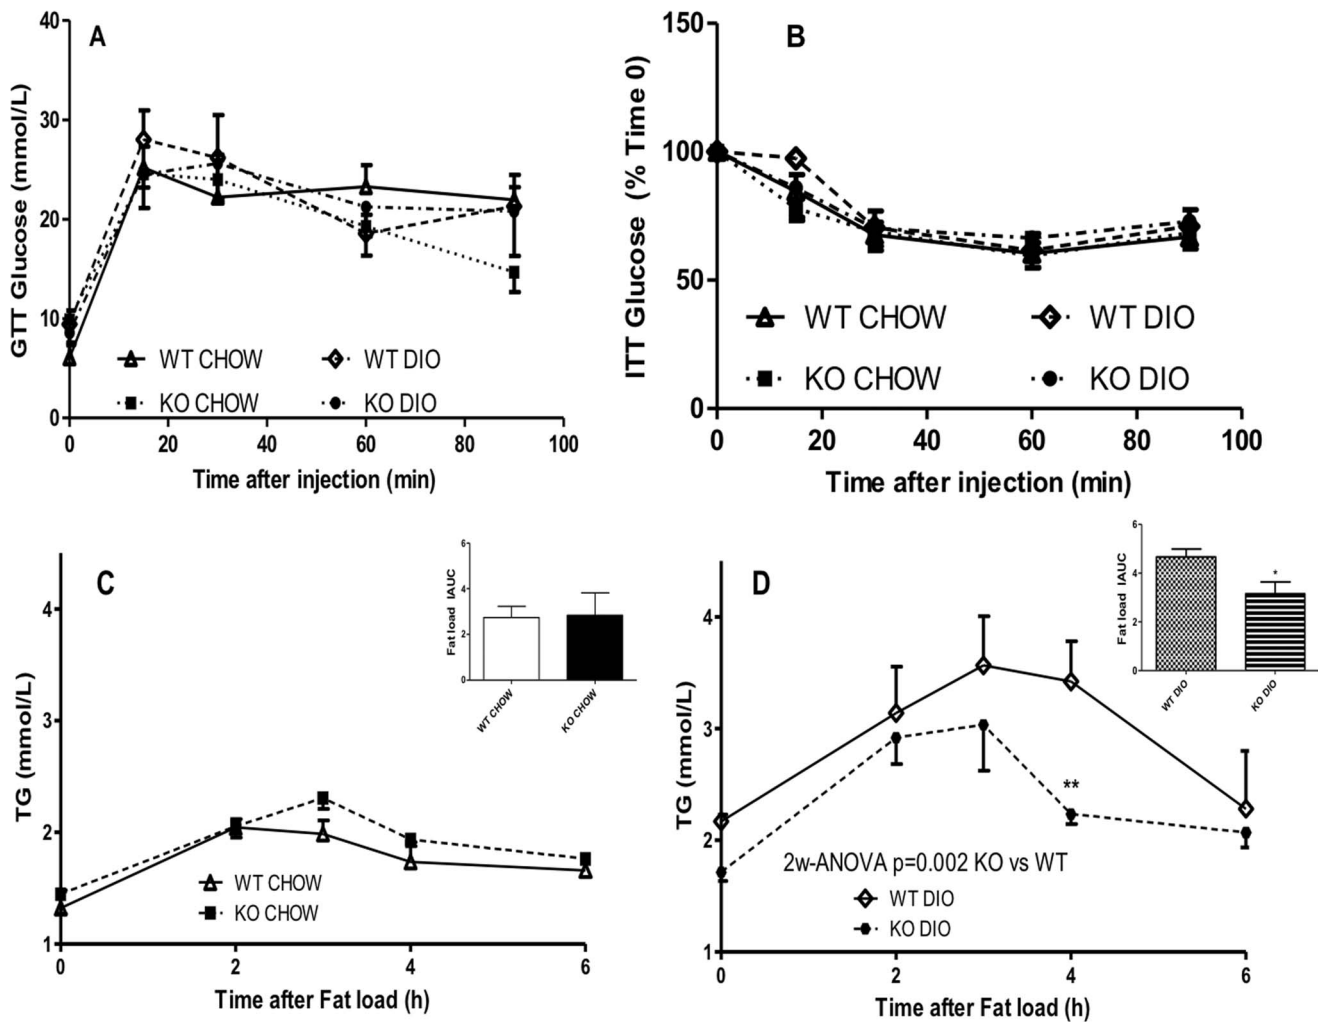 A
GTT Glucose (mmol/L)
40
30
20
10
0
0 20 40 60 80 100
Time after injection (min)
WT CHOW
WT DIO
KO CHOW
KO DIO
B
ITT Glucose (% Time 0)
150
100
50
0
0 20 40 60 80 100
Time after injection (min)
WT CHOW
WT DIO
KO CHOW
KO DIO
C
TG (mmol/L)
4
3
2
1
0 2 4 6
Time after Fat load (h)
WT CHOW
KO CHOW
Fat load IAUC
6
4
2
0
WT CHOW
KO CHOW
D
TG (mmol/L)
4
3
2
1
0 2 4 6
Time after Fat load (h)
**
2w-ANOVA p=0.002 KO vs WT
WT DIO
KO DIO
Fat load IAUC
6
4
2
0
*
WT DIO
KO DIO